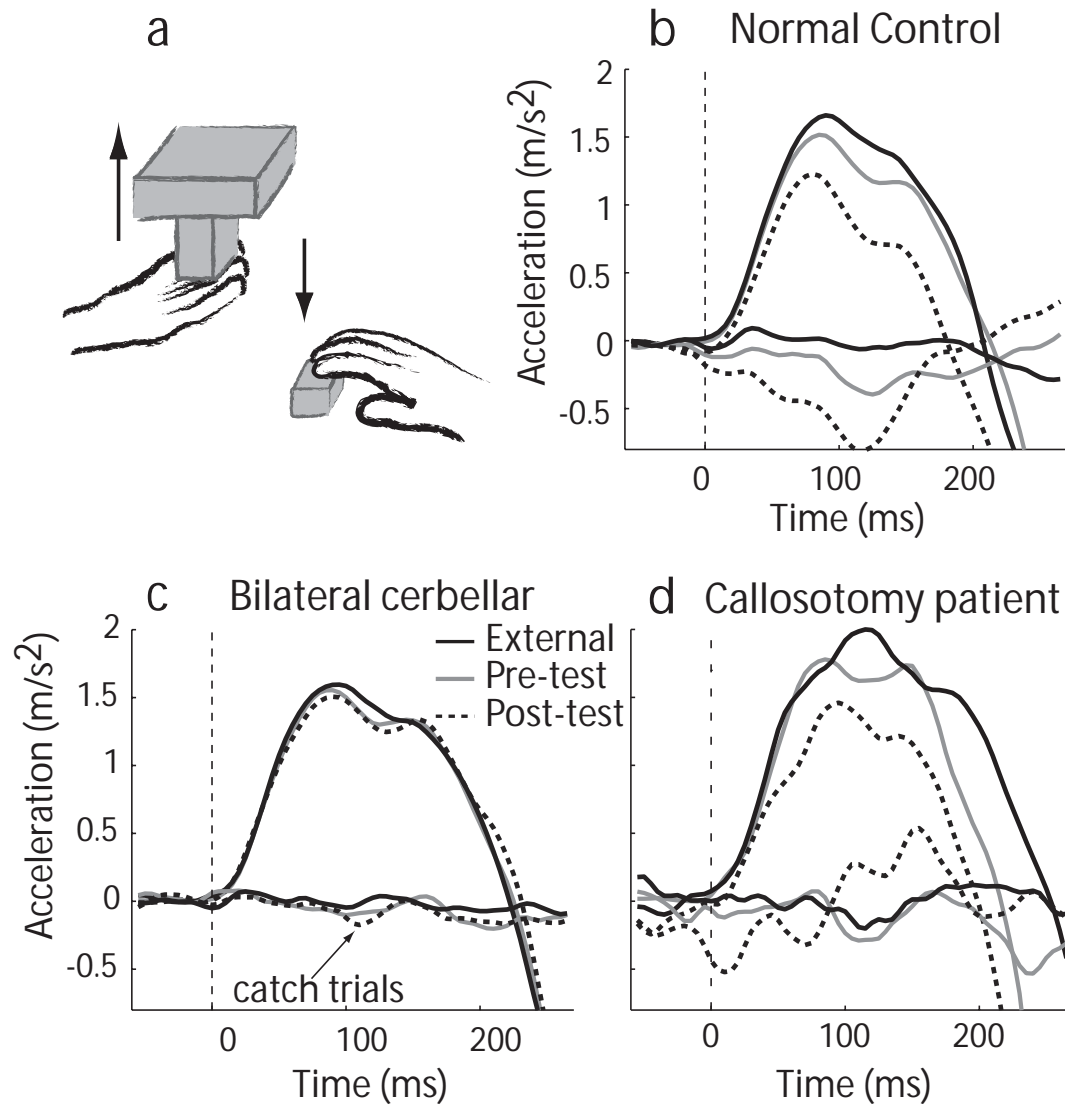 a
b Normal Control
Acceleration (m/s2)
2
1.5
1
0.5
0
-0.5
0 100 200
Time (ms)
c Bilateral cerbellar
Acceleration (m/s2)
2
1.5
1
0.5
0
-0.5
catch trials
0 100 200
Time (ms)
External
Pre-test
Post-test
d Callosotomy patient
0 100 200
Time (ms)